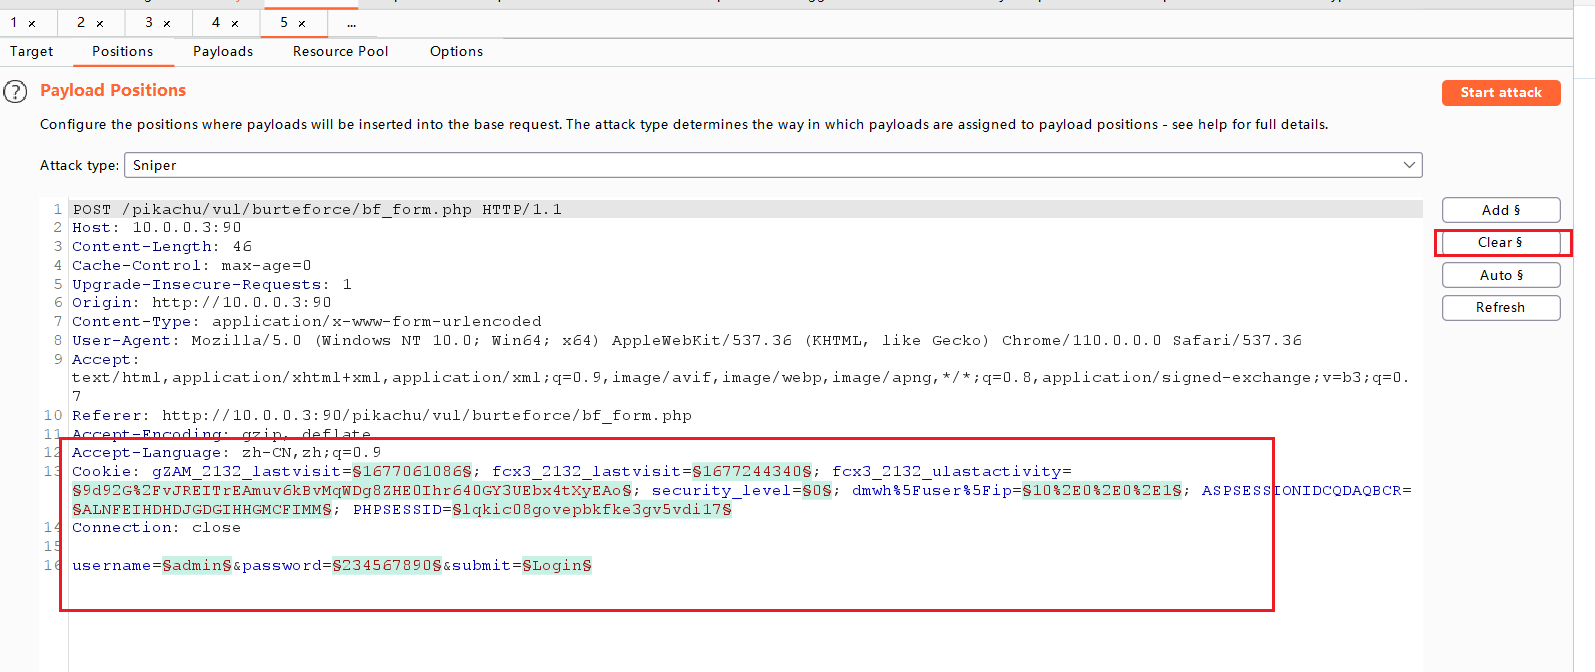 1 × 2 × 3 × 4 × 5 × ...
Target Positions Payloads Resource Pool Options
? Payload Positions
Start attack
Configure the positions where payloads will be inserted into the base request. The attack type determines the way in which payloads are assigned to payload positions - see help for full details.
Attack type: Sniper
Add §
Clear §
Auto §
Refresh
1 POST /pikachu/vul/burteforce/bf_form.php HTTP/1.1
2 Host: 10.0.0.3:90
3 Content-Length: 46
4 Cache-Control: max-age=0
5 Upgrade-Insecure-Requests: 1
6 Origin: http://10.0.0.3:90
7 Content-Type: application/x-www-form-urlencoded
8 User-Agent: Mozilla/5.0 (Windows NT 10.0; Win64; x64) AppleWebKit/537.36 (KHTML, like Gecko) Chrome/110.0.0.0 Safari/537.36
9 Accept:
text/html,application/xhtml+xml,application/xml;q=0.9,image/avif,image/webp,image/apng,*/*;q=0.8,application/signed-exchange;v=b3;q=0.
7
10 Referer: http://10.0.0.3:90/pikachu/vul/burteforce/bf_form.php
11 Accept-Encoding: gzip, deflate
12 Accept-Language: zh-CN,zh;q=0.9
13 Cookie: gZAM_2132_lastvisit=§1677061086§; fcx3_2132_lastvisit=§1677244340§; fcx3_2132_ulastactivity=
§9d92G%2FvJREITrEAmuv6kBvMqWDg8ZHE0Ihr640GY3UEbx4tXyEAo§; security_level=§0§; dmwh%5Fuser%5Fip=§10%2E0%2E0%2E1§; ASPSESSIONIDCQDAQBCR=
§ALNFEIHDHDJGDGIHHGMCFIMM§; PHPSESSID=§lqkic08govepbkfke3gv5vdi17§
14 Connection: close
15
16 username=§admin§&password=§234567890§&submit=§Login§